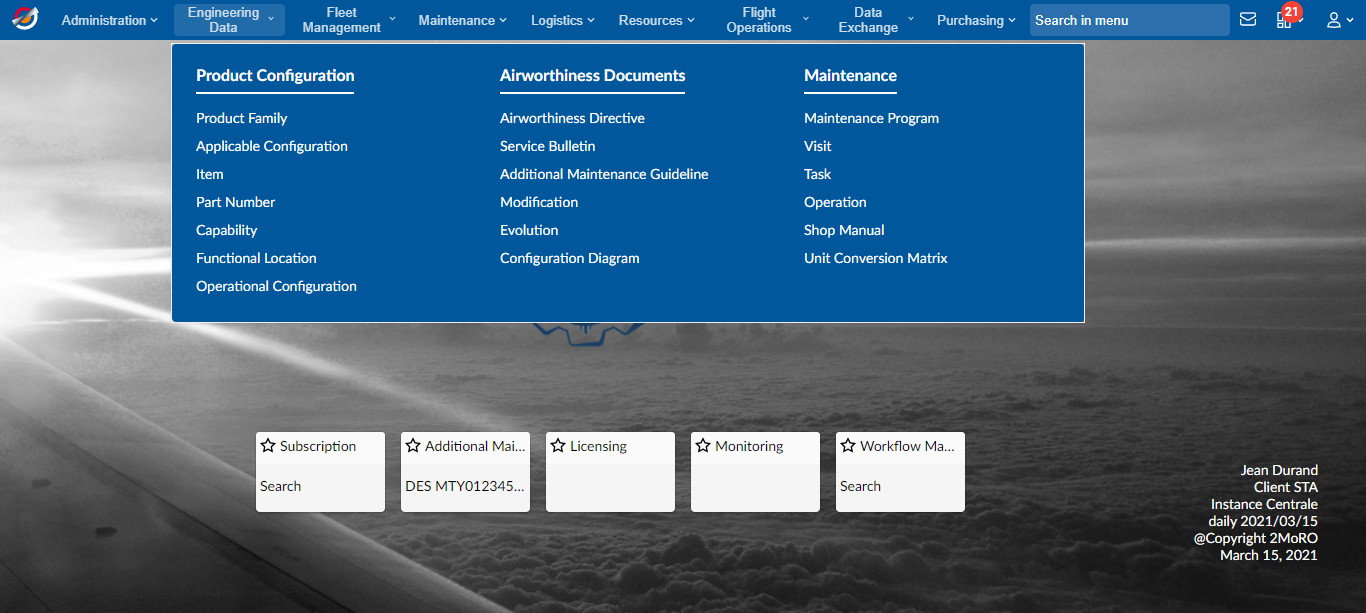 Administration
Engineering Data
Fleet Management
Maintenance
Logistics
Resources
Flight Operations
Data Exchange
Purchasing
Search in menu
21
Product Configuration
Product Family
Applicable Configuration
Item
Part Number
Capability
Functional Location
Operational Configuration
Airworthiness Documents
Airworthiness Directive
Service Bulletin
Additional Maintenance Guideline
Modification
Evolution
Configuration Diagram
Maintenance
Maintenance Program
Visit
Task
Operation
Shop Manual
Unit Conversion Matrix
Subscription
Search
Additional Mai...
DES MTY012345...
Licensing
Monitoring
Workflow Ma...
Search
Jean Durand
Client STA
Instance Centrale
daily 2021/03/15
@Copyright 2MoRO
March 15, 2021